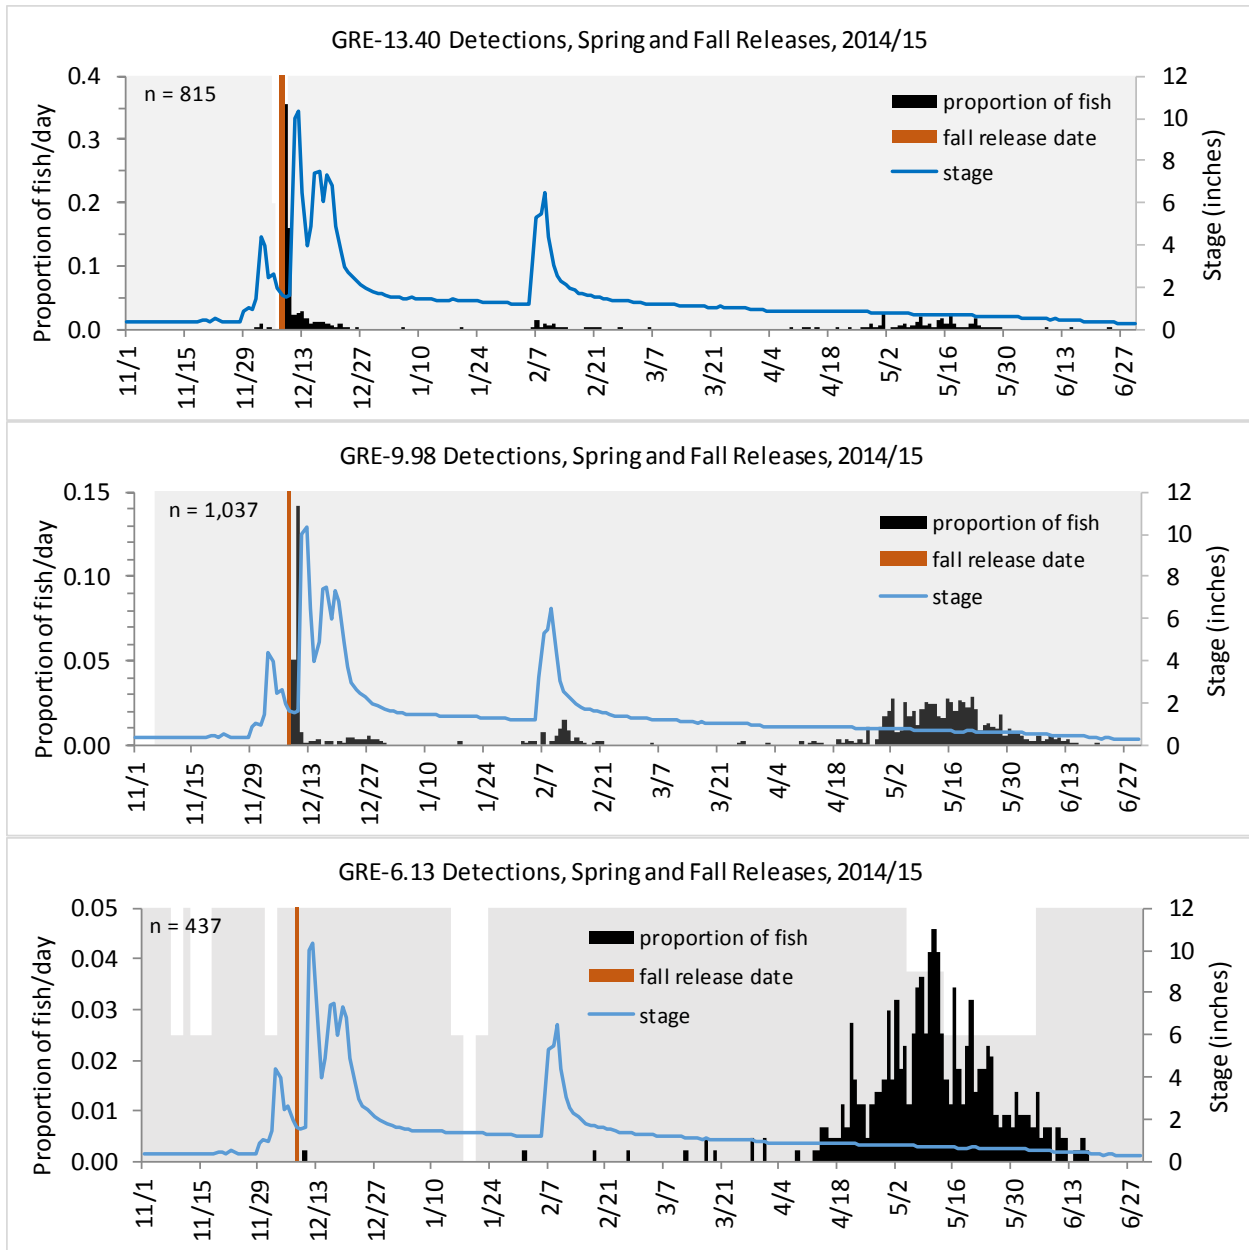 GRE-13.40 Detections, Spring and Fall Releases, 2014/15
n = 815
proportion of fish
fall release date
stage
Proportion of fish/day
0.4
0.3
0.2
0.1
0.0
12
10
8
6
4
2
0
Stage (inches)
11/1 11/15 11/29 12/13 12/27 1/10 1/24 2/7 2/21 3/7 3/21 4/4 4/18 5/2 5/16 5/30 6/13 6/27
GRE-9.98 Detections, Spring and Fall Releases, 2014/15
n = 1,037
proportion of fish
fall release date
stage
Proportion of fish/day
0.15
0.10
0.05
0.00
12
10
8
6
4
2
0
Stage (inches)
11/1 11/15 11/29 12/13 12/27 1/10 1/24 2/7 2/21 3/7 3/21 4/4 4/18 5/2 5/16 5/30 6/13 6/27
GRE-6.13 Detections, Spring and Fall Releases, 2014/15
n = 437
proportion of fish
fall release date
stage
Proportion of fish/day
0.05
0.04
0.03
0.02
0.01
0.00
12
10
8
6
4
2
0
Stage (inches)
11/1 11/15 11/29 12/13 12/27 1/10 1/24 2/7 2/21 3/7 3/21 4/4 4/18 5/2 5/16 5/30 6/13 6/27